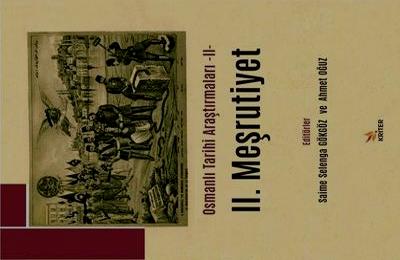 Osmanlı Tarihi Araştırmaları -II-
II. Meşrutiyet
Editörler
Saime Selenga GÖKGÖZ ve Ahmet OĞUZ
KRİTER